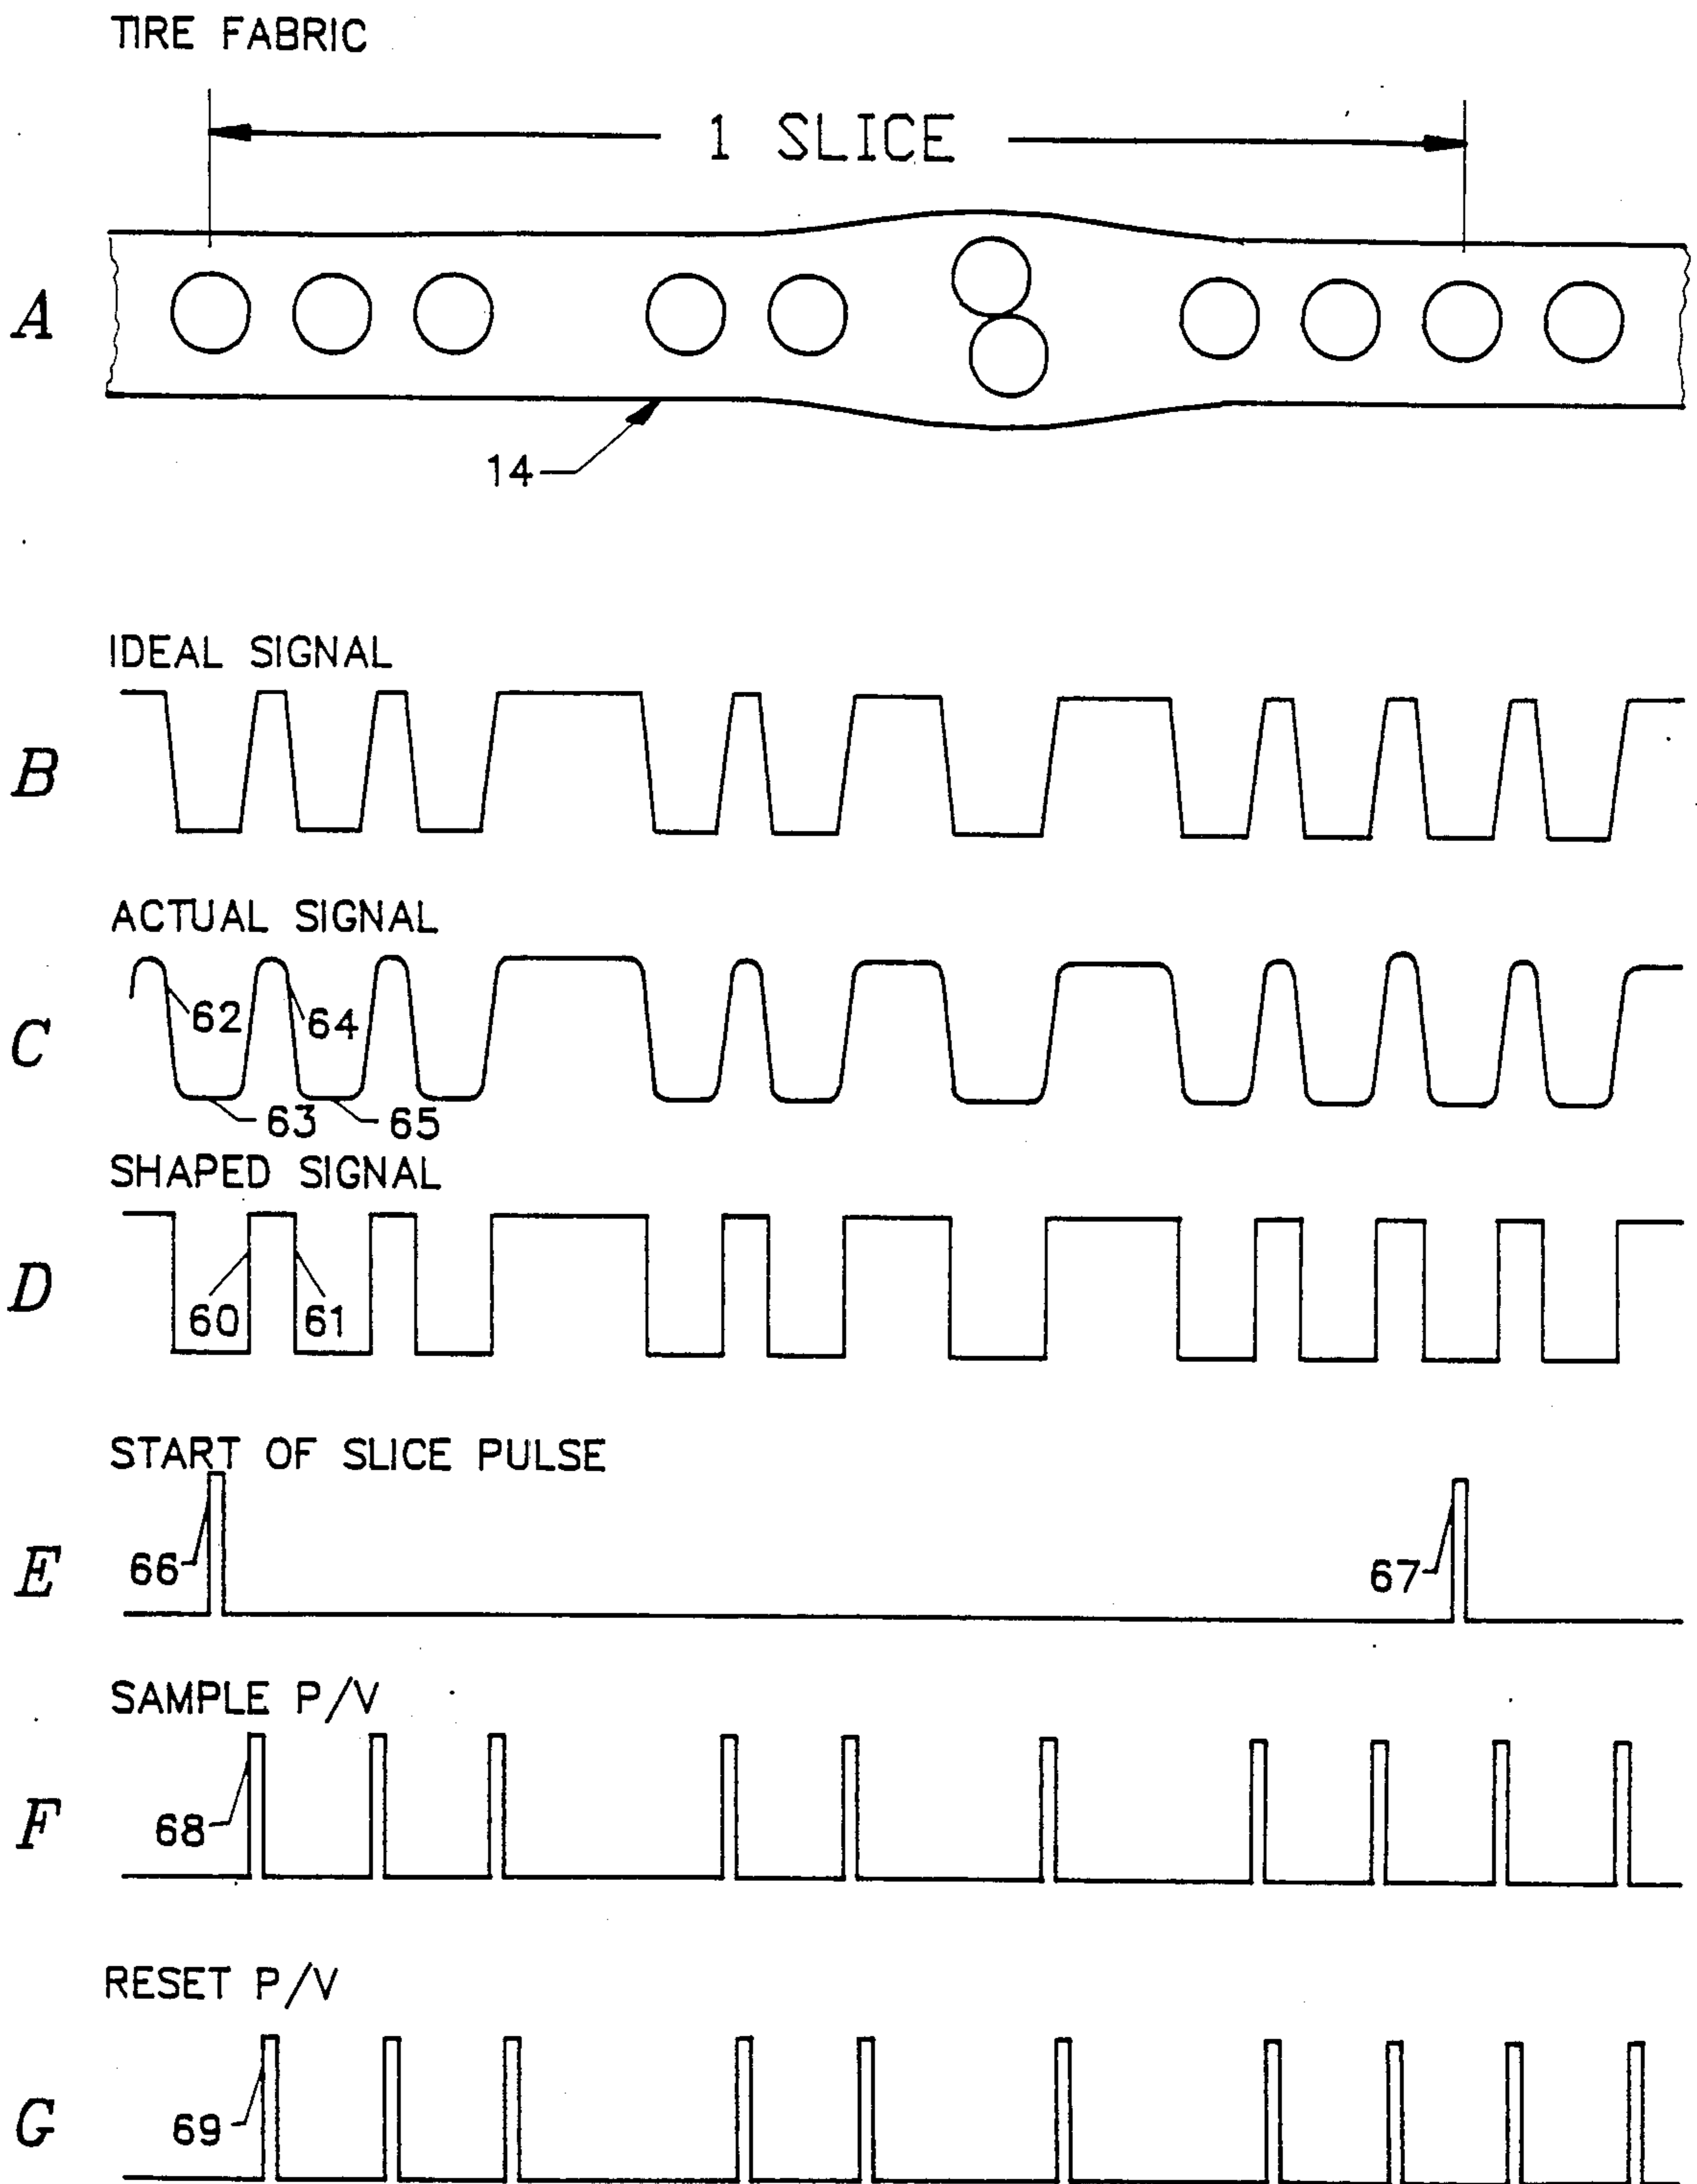 TIRE FABRIC
1 SLICE
A
14
IDEAL SIGNAL
B
ACTUAL SIGNAL
62
64
C
63
65
SHAPED SIGNAL
D
60
61
START OF SLICE PULSE
E
66
67
SAMPLE P/V
68
F
RESET P/V
69
G